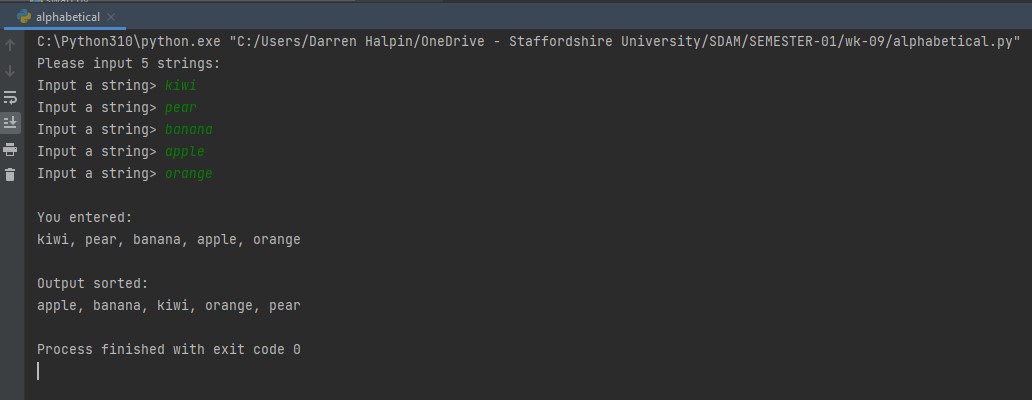 alphabetical
C:\Python310\python.exe "C:/Users/Darren Halpin/OneDrive - Staffordshire University/SDAM/SEMESTER-01/wk-09/alphabetical.py"
Please input 5 strings:
Input a string> kiwi
Input a string> pear
Input a string> banana
Input a string> apple
Input a string> orange
You entered:
kiwi, pear, banana, apple, orange
Output sorted:
apple, banana, kiwi, orange, pear
Process finished with exit code 0